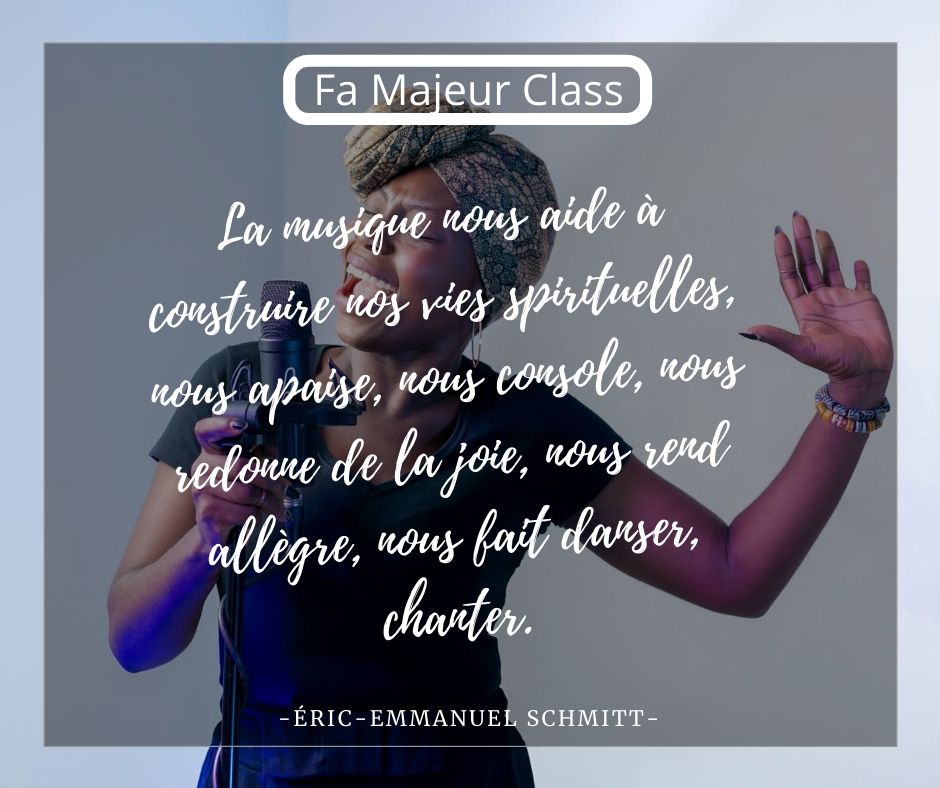 Fa Majeur Class
La musique nous aide à
construire nos vies spirituelles,
nous apaise, nous console, nous
redonne de la joie, nous rend
allègre, nous fait danser,
chanter.
-ÉRIC-EMMANUEL SCHMITT-